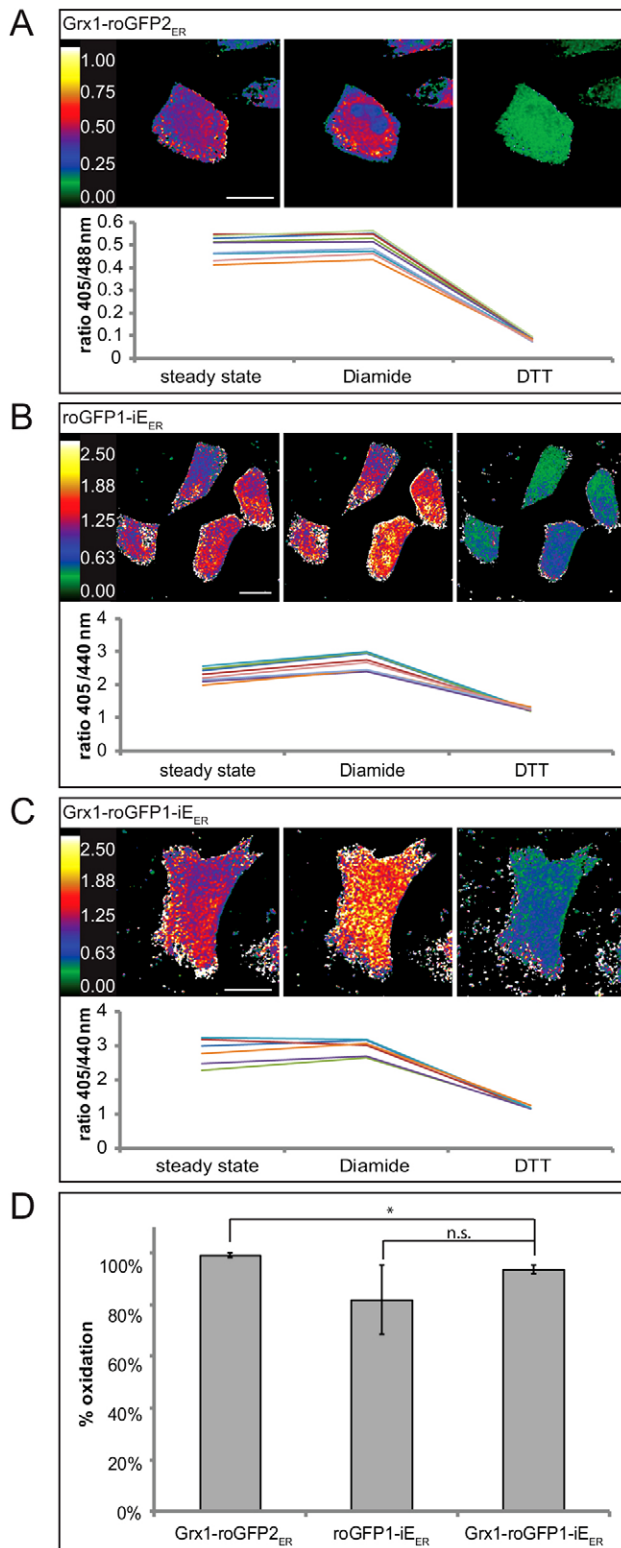 A
Grx1-roGFP2ER
1.00
0.75
0.50
0.25
0.00
0.6
0.5
0.4
0.3
0.2
0.1
0
ratio 405/488nm
steady state Diamide DTT
B
roGFP1-iEER
2.50
1.88
1.25
0.63
0.00
4
3
2
1
0
ratio 405/440 nm
steady state Diamide DTT
C
Grx1-roGFP1-iEER
2.50
1.88
1.25
0.63
0.00
4
3
2
1
0
ratio 405/440nm
steady state Diamide DTT
D
*
n.s.
100%
80%
60%
40%
20%
0%
% oxidation
Grx1-roGFP2ER roGFP1-iEER Grx1-roGFP1-iEER